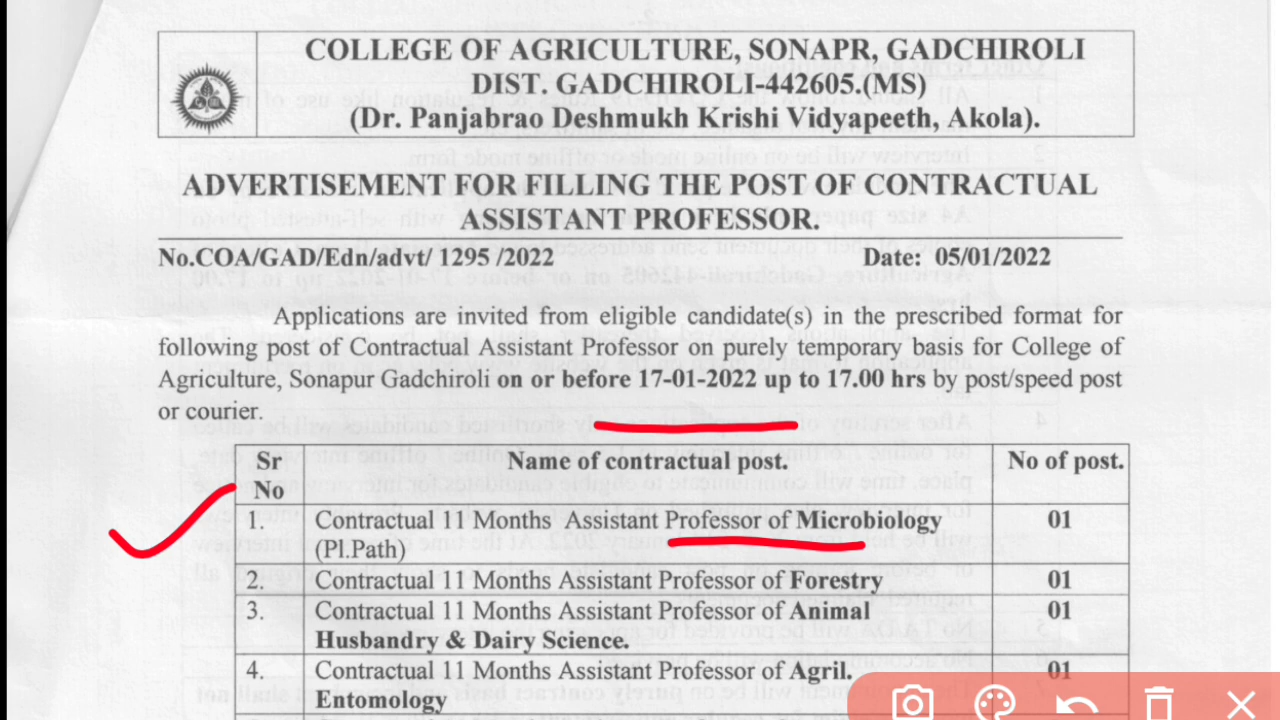 COLLEGE OF AGRICULTURE, SONAPR, GADCHIROLI
DIST. GADCHIROLI-442605.(MS)
(Dr. Panjabrao Deshmukh Krishi Vidyapeeth, Akola).
ADVERTISEMENT FOR FILLING THE POST OF CONTRACTUAL
ASSISTANT PROFESSOR.
No.COA/GAD/Edn/advt/ 1295 /2022 Date: 05/01/2022
Applications are invited from eligible candidate(s) in the prescribed format for
following post of Contractual Assistant Professor on purely temporary basis for College of
Agriculture, Sonapur Gadchiroli on or before 17-01-2022 up to 17.00 hrs by post/speed post
or courier.
Sr Name of contractual post. No of post.
No
1. Contractual 11 Months Assistant Professor of Microbiology 01
(Pl.Path)
2. Contractual 11 Months Assistant Professor of Forestry 01
3. Contractual 11 Months Assistant Professor of Animal 01
Husbandry & Dairy Science.
4. Contractual 11 Months Assistant Professor of Agril. 01
Entomology